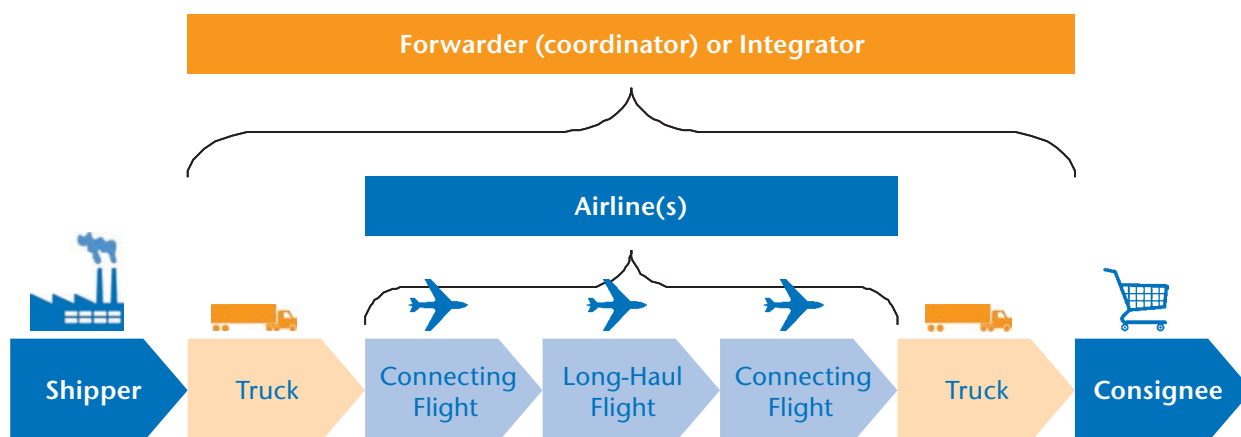 Forwarder (coordinator) or Integrator
Airline(s)
Shipper
Truck
Connecting
Flight
Long-Haul
Flight
Connecting
Flight
Truck
Consignee